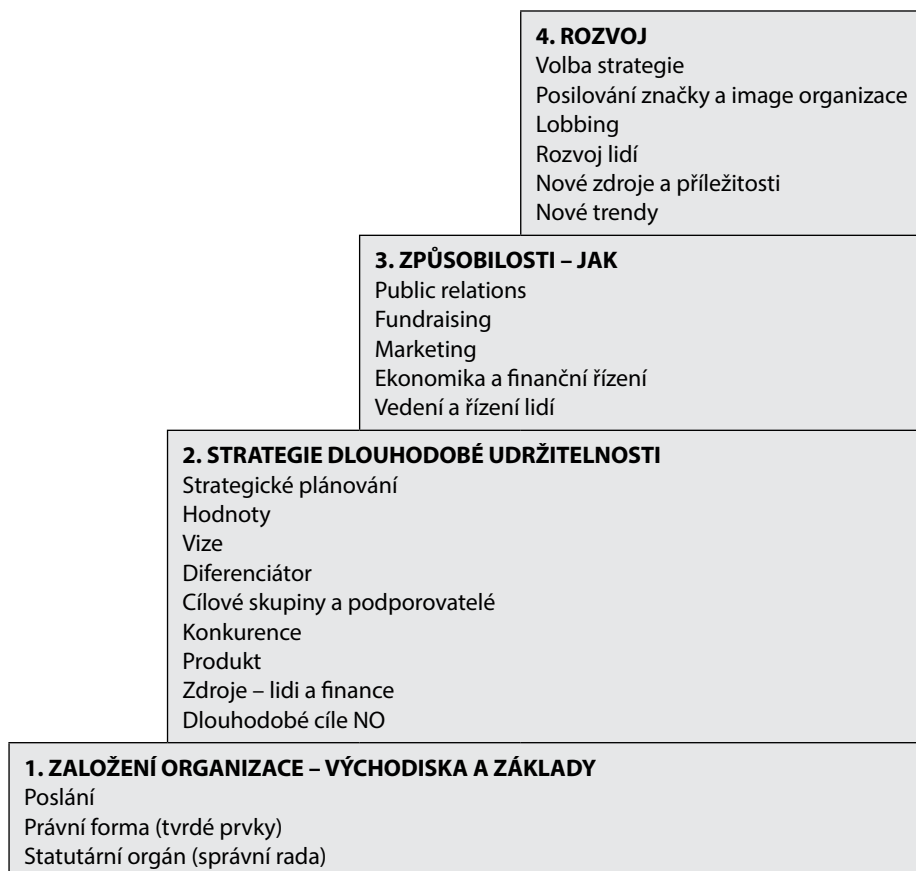 4. ROZVOJ
Volba strategie
Posilování značky a image organizace
Lobbing
Rozvoj lidí
Nové zdroje a příležitosti
Nové trendy
3. ZPŮSOBILOSTI – JAK
Public relations
Fundraising
Marketing
Ekonomika a finanční řízení
Vedení a řízení lidí
2. STRATEGIE DLOUHODOBÉ UDRŽITELNOSTI
Strategické plánování
Hodnoty
Vize
Diferenciátor
Cílové skupiny a podporovatelé
Konkurence
Produkt
Zdroje – lidi a finance
Dlouhodobé cíle NO
1. ZALOŽENÍ ORGANIZACE – VÝCHODISKA A ZÁKLADY
Poslání
Právní forma (tvrdé prvky)
Statutární orgán (správní rada)